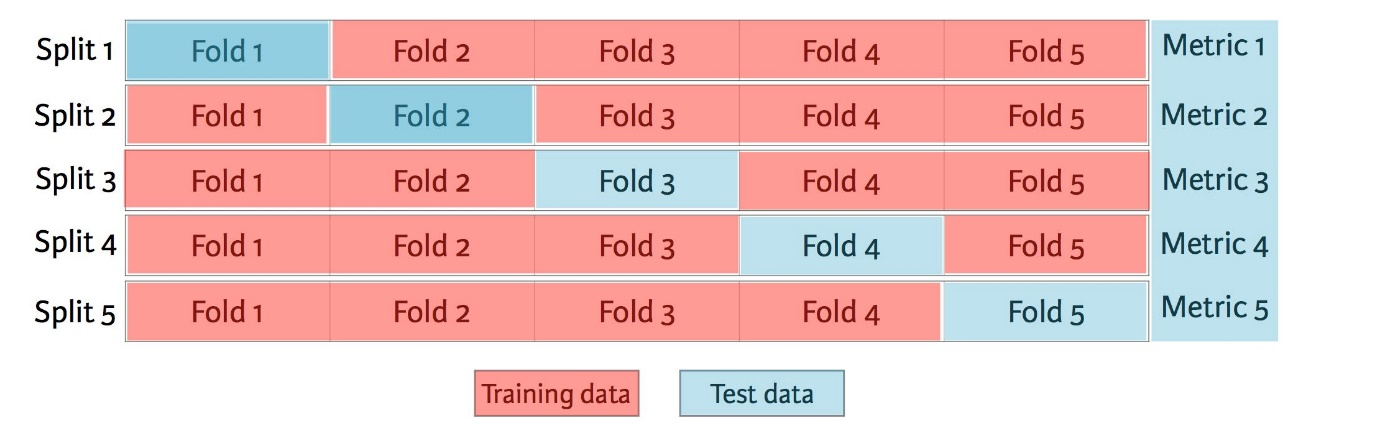 Split 1 Fold 1 Fold 2 Fold 3 Fold 4 Fold 5 Metric 1
Split 2 Fold 1 Fold 2 Fold 3 Fold 4 Fold 5 Metric 2
Split 3 Fold 1 Fold 2 Fold 3 Fold 4 Fold 5 Metric 3
Split 4 Fold 1 Fold 2 Fold 3 Fold 4 Fold 5 Metric 4
Split 5 Fold 1 Fold 2 Fold 3 Fold 4 Fold 5 Metric 5
Training data Test data